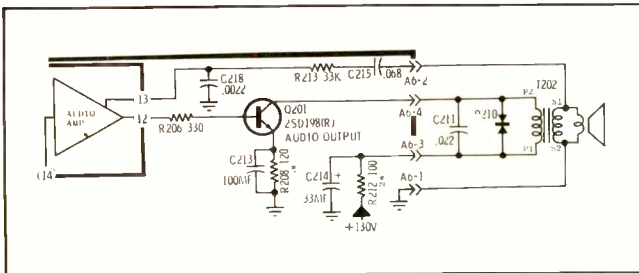 C218
.0022
R213 33K
C215
.068
A6-2
T202
AUDIO
AMP
13
12
(14)
R206 330
Q201
2SD198(R)
AUDIO OUTPUT
A6-4
C211
.022
P2
P1
S1
S2
C213
100MF
R208 120
A6-3
C214
+
33MF
R212 100
2W
A6-1
+130V